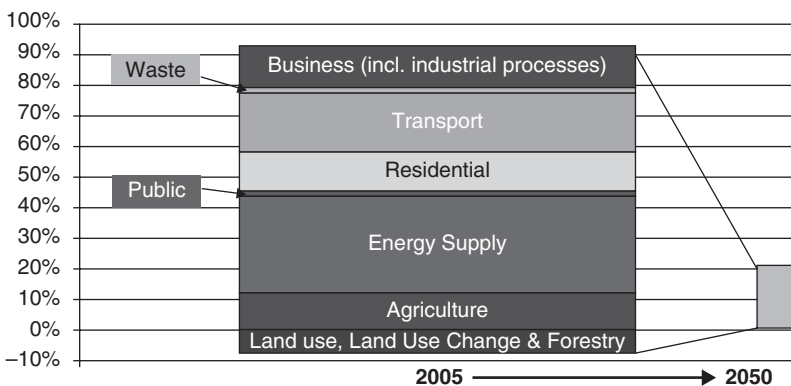 100%
90%
80%
70%
60%
50%
40%
30%
20%
10%
0%
–10%
Business (incl. industrial processes)
Waste
Transport
Residential
Public
Energy Supply
Agriculture
Land use, Land Use Change & Forestry
2005
2050